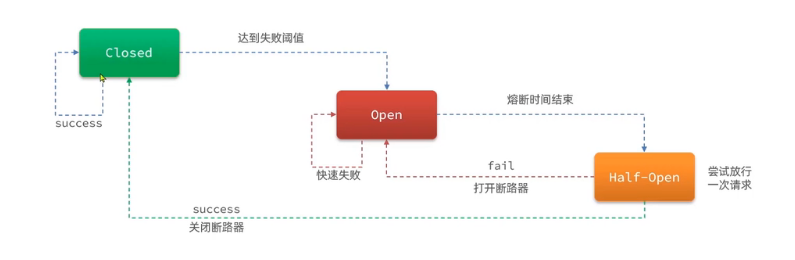 Closed
达到失败阈值
success
Open
熔断时间结束
快速失败
fail
打开断路器
Half-Open
尝试放行
一次请求
success
关闭断路器